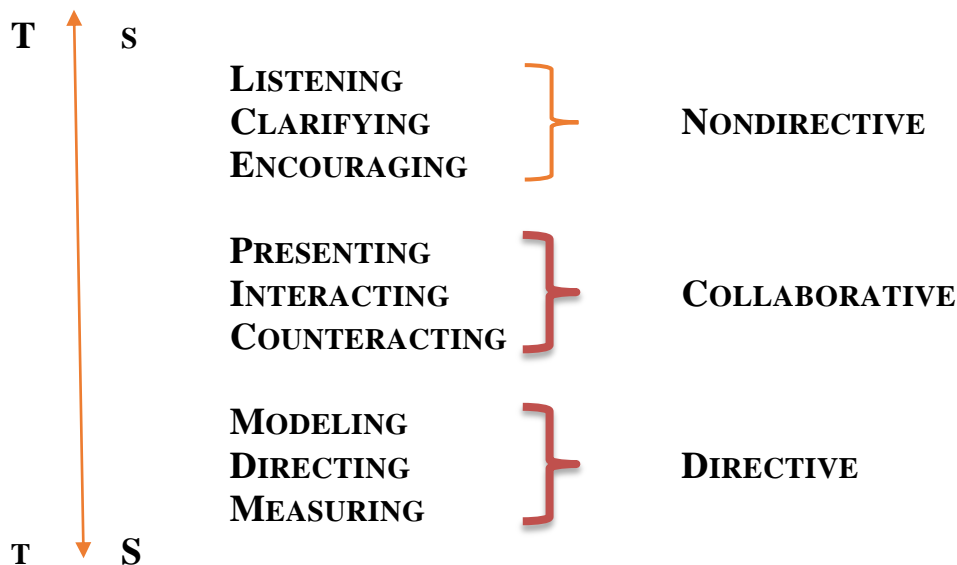 T S
LISTENING
CLARIFYING NONDIRECTIVE
ENCOURAGING
PRESENTING
INTERACTING COLLABORATIVE
COUNTERACTING
MODELING
DIRECTING DIRECTIVE
MEASURING
T S